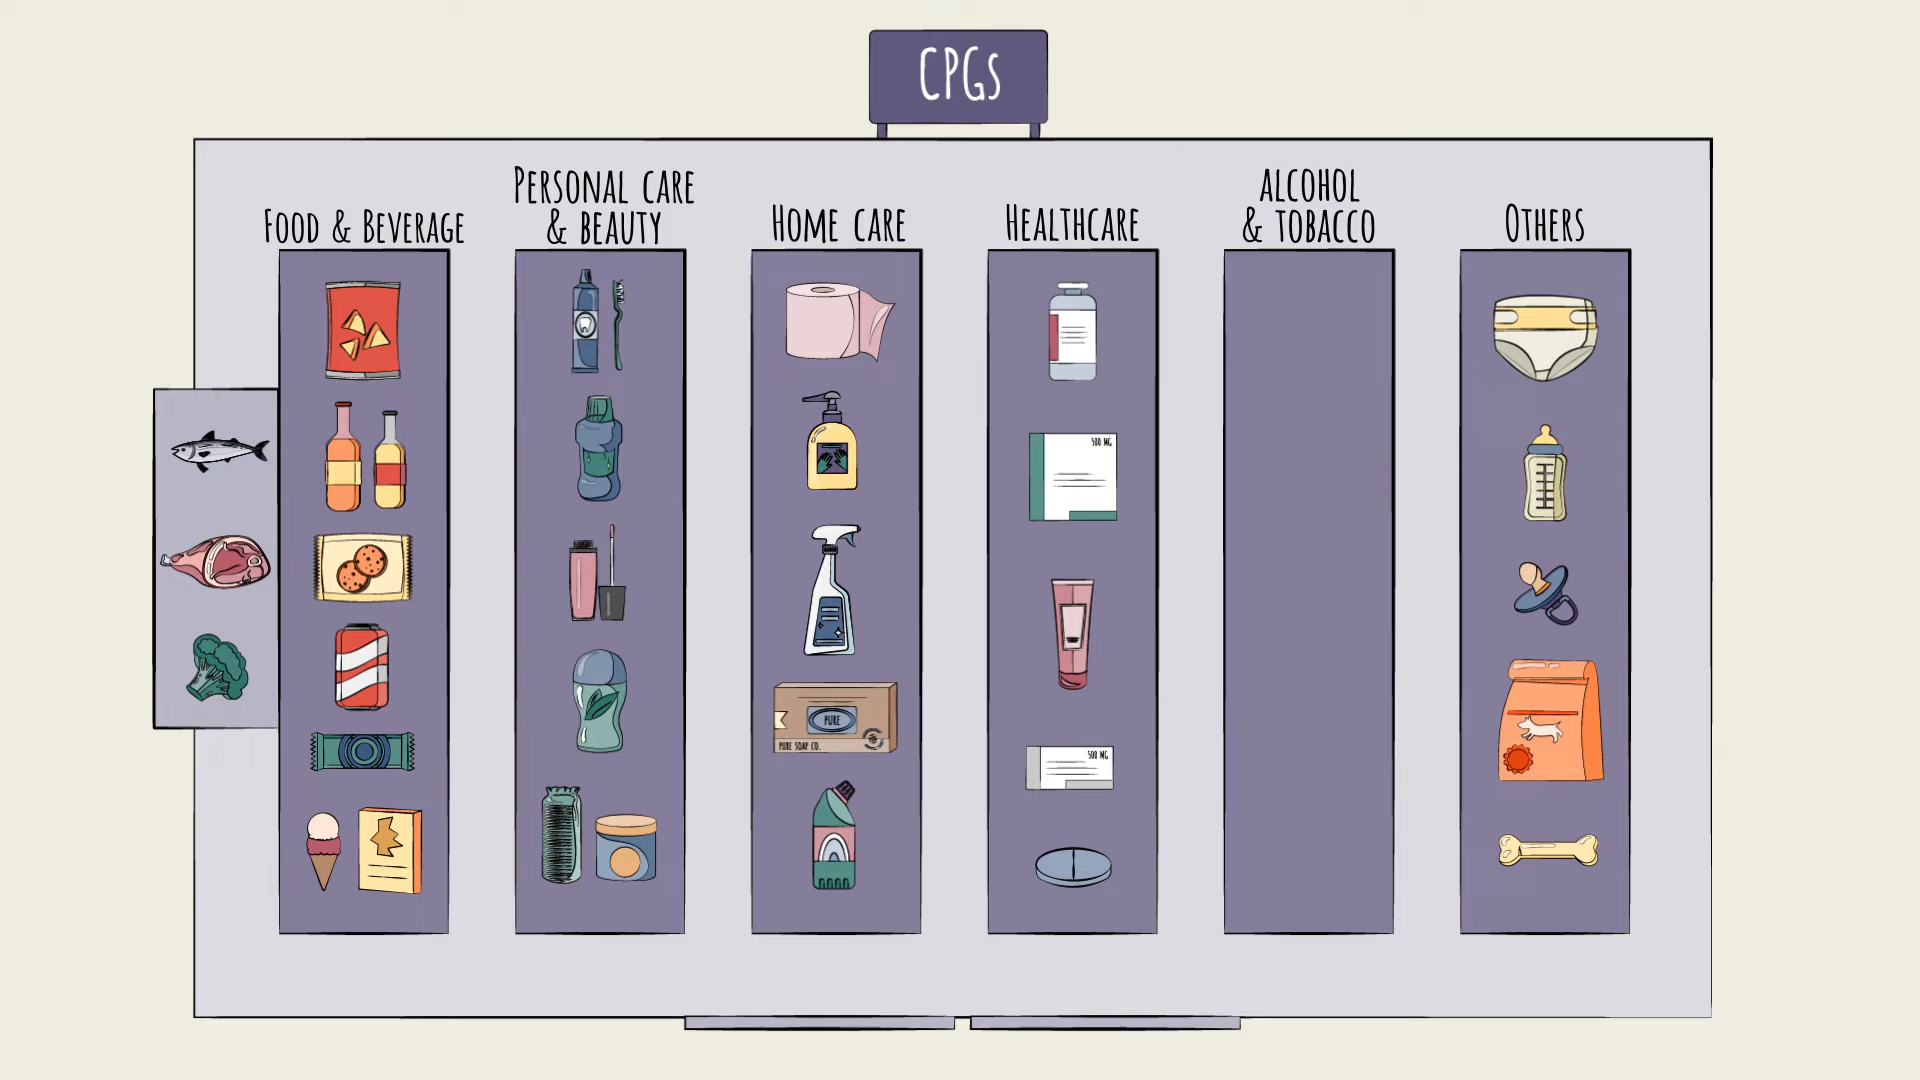 CPGs
FOOD & BEVERAGE
PERSONAL CARE
& BEAUTY
HOME CARE
HEALTHCARE
ALCOHOL
& TOBACCO
OTHERS
500 MG
PURE
PURE SOAP CO.
500 MG